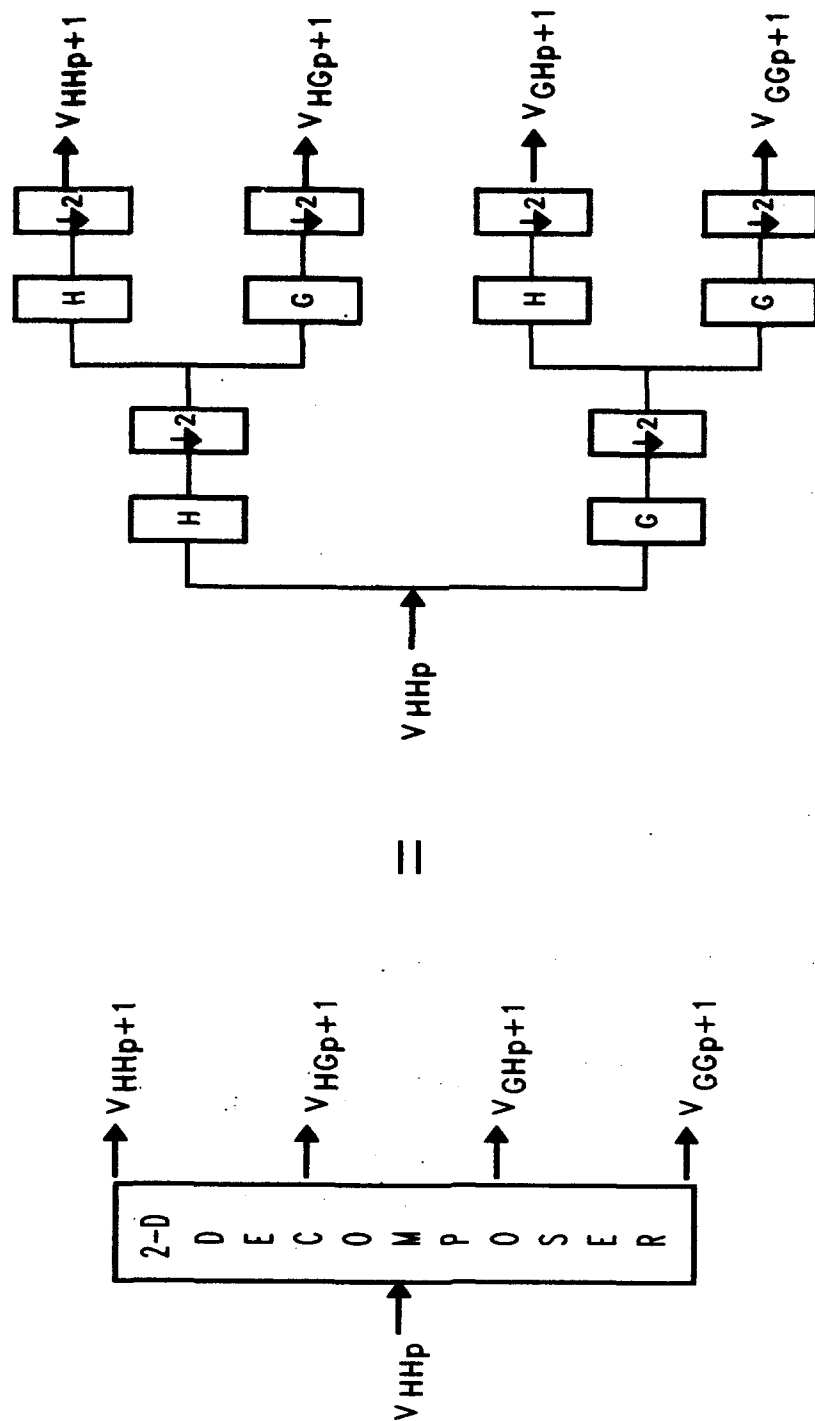 V HHp
2-D
D
E
C
O
M
P
O
S
E
R
V HHp+1
V HGp+1
V GHp+1
V GGp+1
=
V HHp
H
↓2
G
↓2
H
↓2
V HHp+1
G
↓2
V HGp+1
H
↓2
V GHp+1
G
↓2
V GGp+1